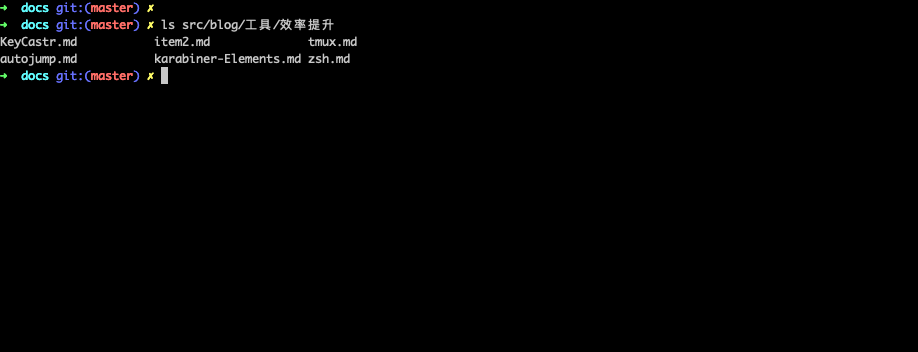 ➜  docs git:(master) ✗
➜  docs git:(master) ✗ ls src/blog/工具/效率提升
KeyCastr.md           item2.md              tmux.md
autojump.md           karabiner-Elements.md zsh.md
➜  docs git:(master) ✗